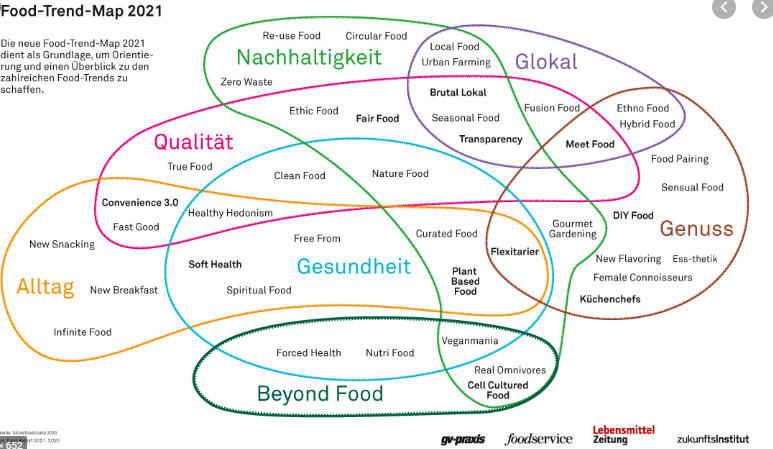 Food-Trend-Map 2021
Die neue Food-Trend-Map 2021
dient als Grundlage, um Orientie-
rung und einen Überblick zu den
zahlreichen Food-Trends zu
schaffen.
Re-use Food
Circular Food
Nachhaltigkeit
Zero Waste
Local Food
Urban Farming
Glokal
Brutal Lokal
Seasonal Food
Transparency
Fusion Food
Ethno Food
Hybrid Food
Meet Food
Ethic Food
Fair Food
Qualität
True Food
Clean Food
Nature Food
Food Pairing
Sensual Food
Convenience 3.0
Fast Good
Healthy Hedonism
DIY Food
Genuss
Gourmet
Gardening
New Snacking
Free From
Curated Food
Flexitarier
New Flavoring
Ess-thetik
Female Connoisseurs
Küchenchefs
Soft Health
Gesundheit
Plant
Based
Food
Alltag
New Breakfast
Spiritual Food
Infinite Food
Forced Health
Nutri Food
Veganmania
Real Omnivores
Cell Cultured
Food
Beyond Food
gv-praxis
foodservice
Lebensmittel
Zeitung
zukunftsInstitut
652